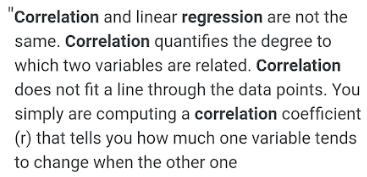 "Correlation and linear regression are not the
same. Correlation quantifies the degree to
which two variables are related. Correlation
does not fit a line through the data points. You
simply are computing a correlation coefficient
(r) that tells you how much one variable tends
to change when the other one